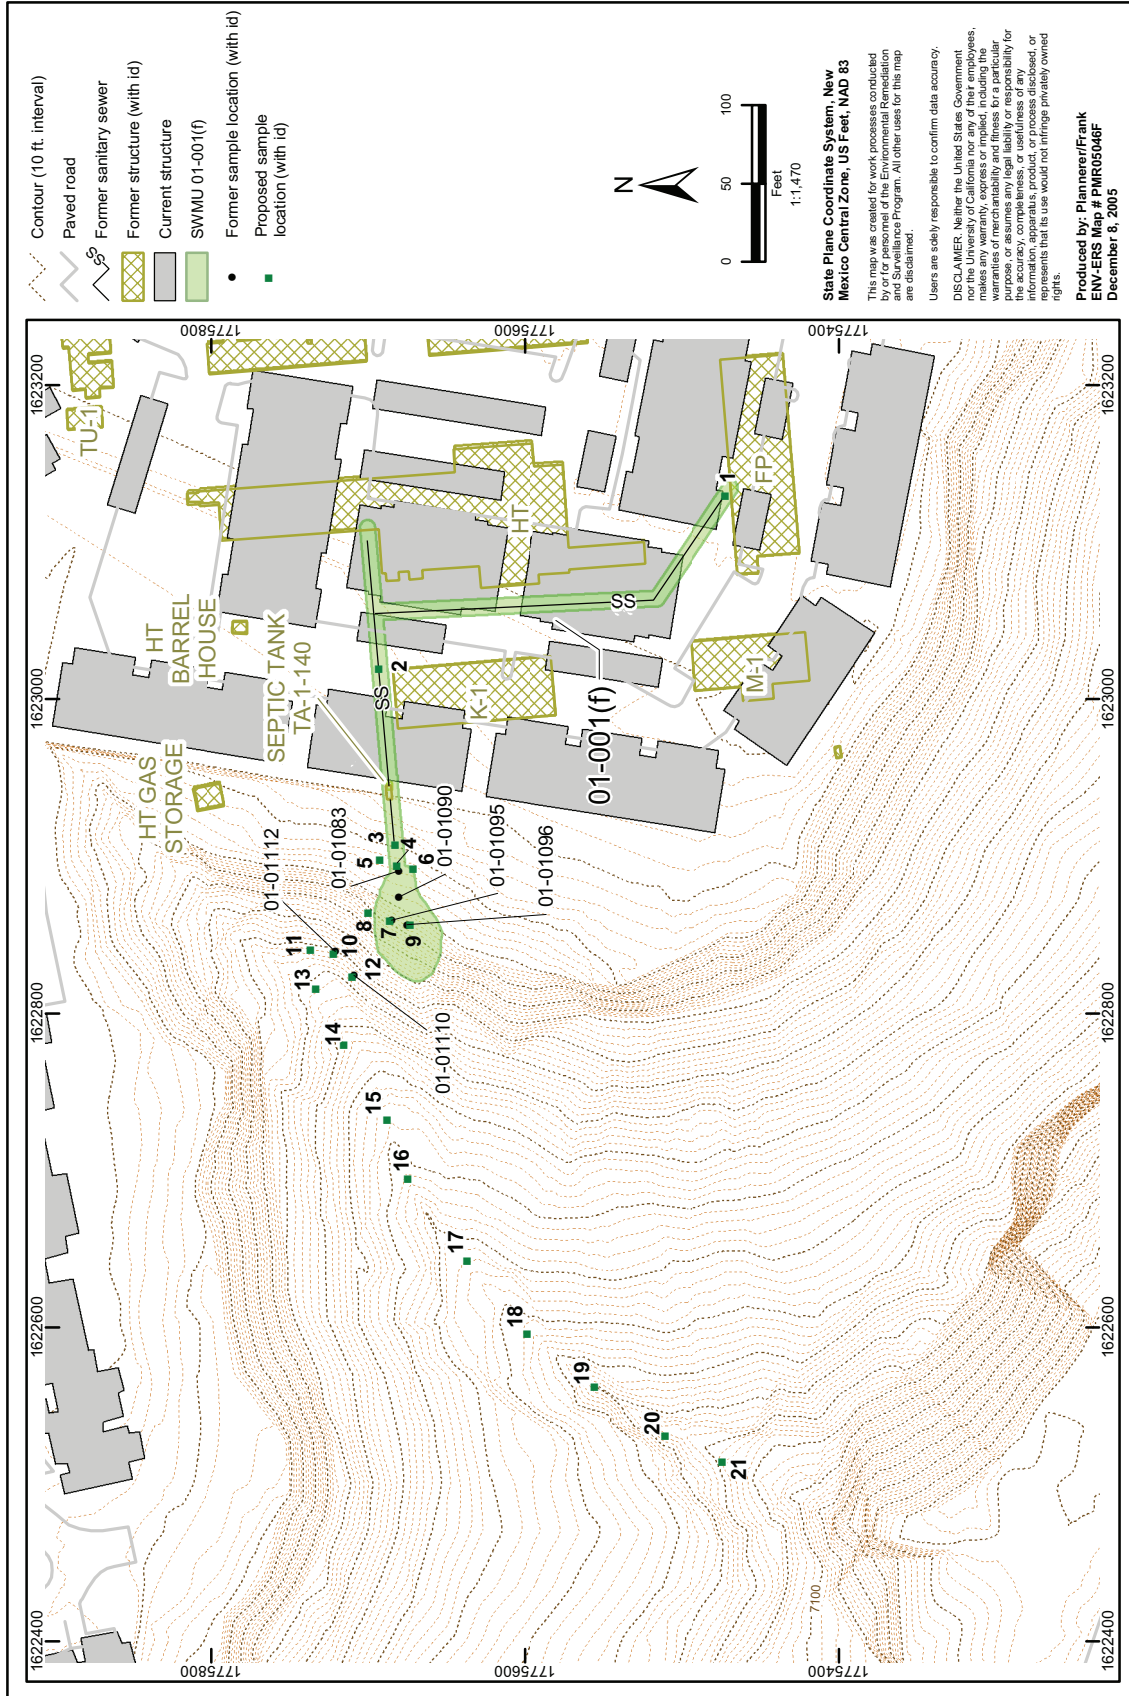 Contour (10 ft. interval)
Paved road
SS
Former sanitary sewer
Former structure (with id)
Current structure
SWMU 01-001(f)
Former sample location (with id)
Proposed sample
location (with id)
N
0
50
100
Feet
1:1,470
State Plane Coordinate System, New
Mexico Central Zone, US Feet, NAD 83
This map was created for work processes conducted
by or for personnel of the Environmental Remediation
and Surveillance Program. All other uses for this map
are disclaimed.
Users are solely responsible to confirm data accuracy.
DISCLAIMER. Neither the United States Government
nor the University of California nor any of their employees,
makes any warranty, express or implied, including the
warranties of merchantability and fitness for a particular
purpose, or assumes any legal liability or responsibility for
the accuracy, completeness, or usefulness of any
information, apparatus, product, or process disclosed, or
represents that its use would not infringe privately owned
rights.
Produced by: Plannerer/Frank
ENV-ERS Map # PMR05046F
December 8, 2005
1622400
1622600
1622800
1623000
1623200
1775800
1775800
TU-1
HT
BARREL
HOUSE
HT GAS
STORAGE
SEPTIC TANK
TA-1-140
01-01112
01-01083
01-01090
01-01095
01-01096
01-01110
HT
K-1
SS
SS
01-001(f)
FP
M-1
1
2
3
4
5
6
7
8
9
10
11
12
13
14
15
16
17
18
19
20
21
1775600
1775600
1775400
1775400
7100
1622400
1622600
1622800
1623000
1623200